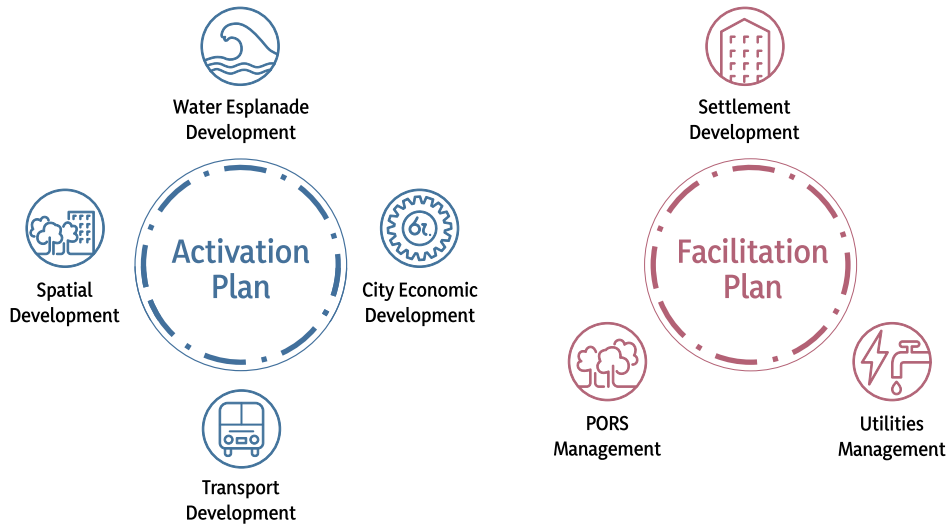 Water Esplanade
Development
Spatial
Development
Activation
Plan
රු.
City Economic
Development
Transport
Development
Settlement
Development
Facilitation
Plan
PORS
Management
Utilities
Management